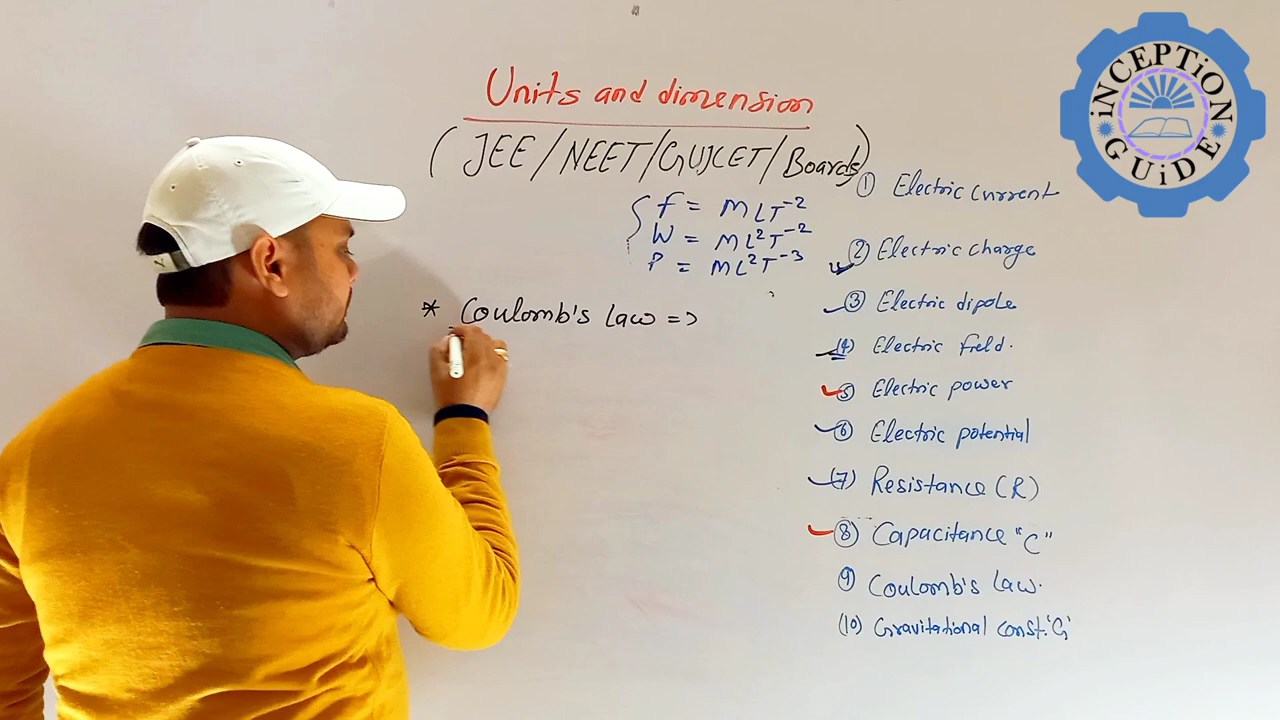 Units and dimension
( JEE / NEET / GUJCET / Boards )
f = MLT⁻²
W = ML²T⁻²
P = ML²T⁻³
* Coulomb's law =>
① Electric current
② Electric charge
③ Electric dipole
④ Electric field.
⑤ Electric power
⑥ Electric potential
⑦ Resistance (R)
⑧ Capacitance "C"
⑨ Coulomb's law.
(10) Gravitational const. 'G'
iNCEPTiON
GUiDE